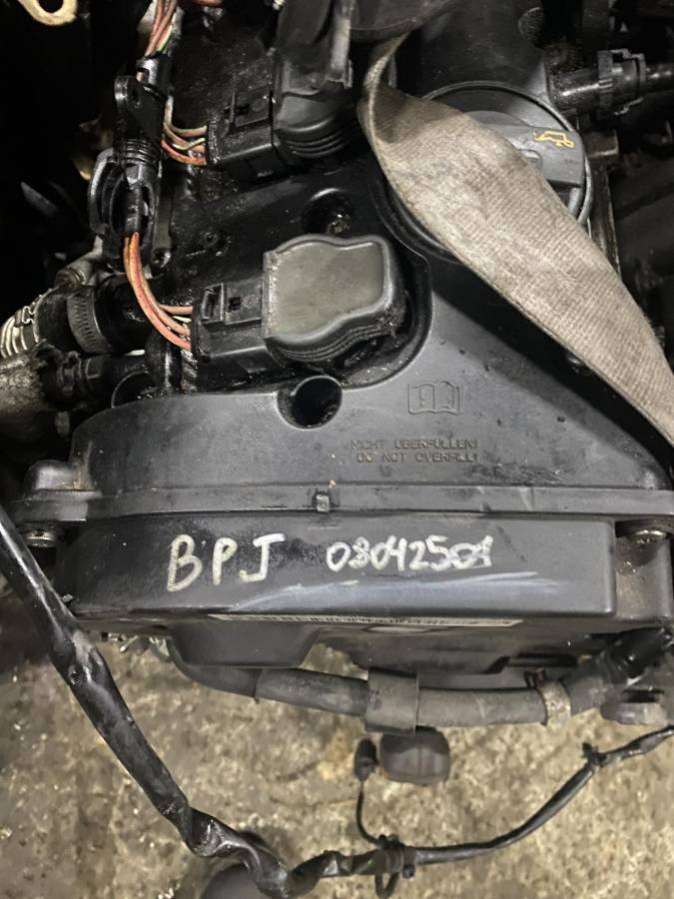 NICHT ÜBERFÜLLEN!
DO NOT OVERFILL!
BPJ 03042501